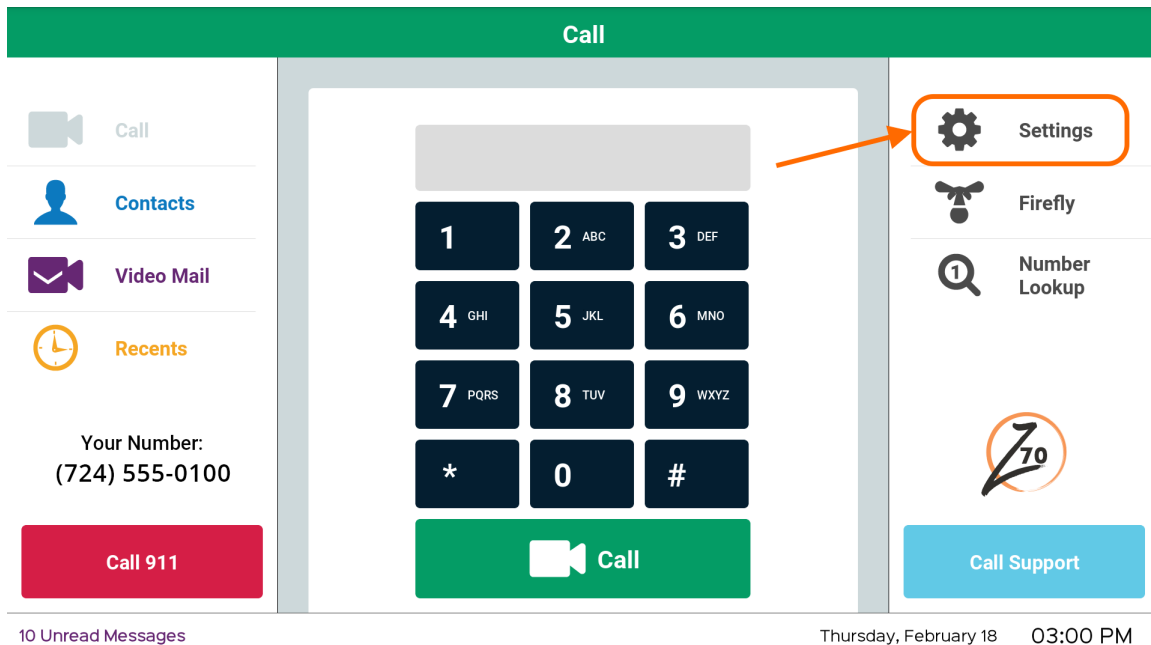 Call
Call
Contacts
Video Mail
Recents
Your Number:
(724) 555-0100
Call 911
1
2 ABC
3 DEF
4 GHI
5 JKL
6 MNO
7 PQRS
8 TUV
9 WXYZ
*
0
#
Call
Settings
Firefly
1
Number
Lookup
Z70
Call Support
10 Unread Messages
Thursday, February 18
03:00 PM